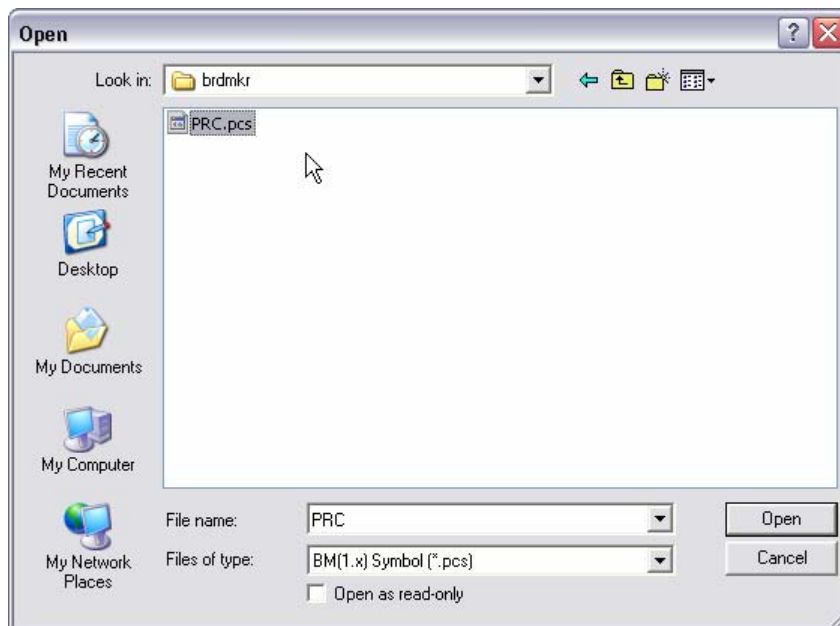 Open
Look in:
brdmkr
PRC.pcs
My Recent
Documents
Desktop
My Documents
My Computer
My Network
Places
File name:
PRC
Open
Files of type:
BM(1.x) Symbol (*.pcs)
Cancel
Open as read-only